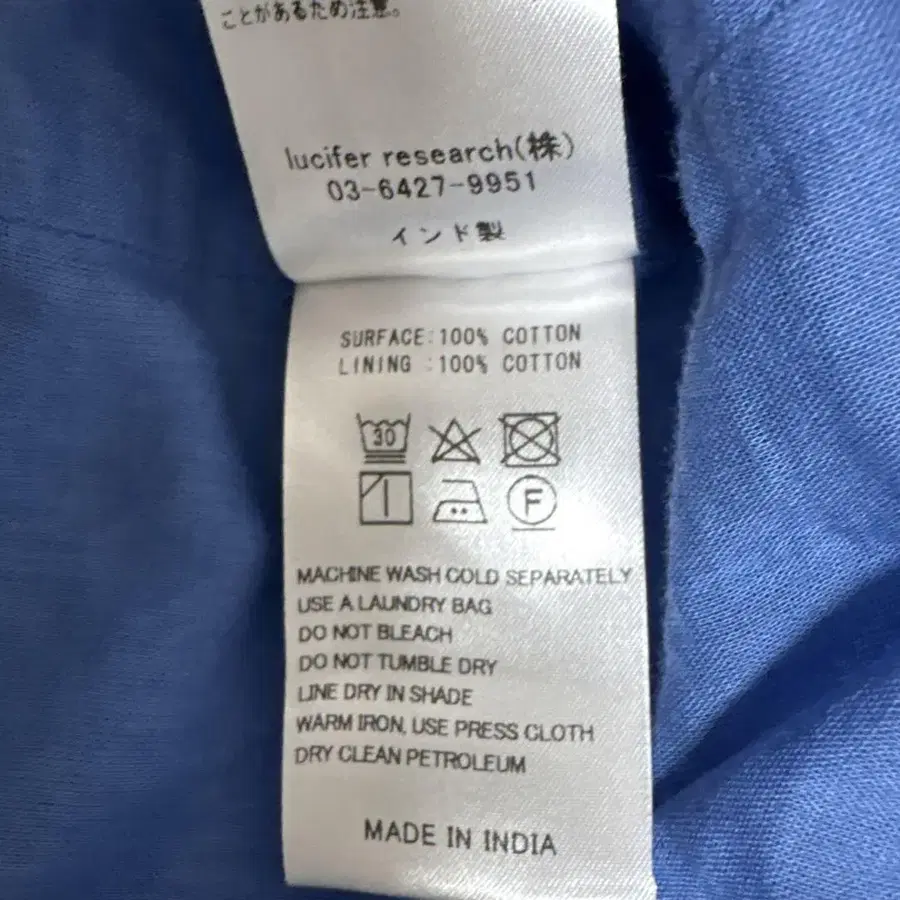 ことがあるため注意。
lucifer research(株)
03-6427-9951
インド製
SURFACE:100% COTTON
LINING :100% COTTON
30
F
MACHINE WASH COLD SEPARATELY
USE A LAUNDRY BAG
DO NOT BLEACH
DO NOT TUMBLE DRY
LINE DRY IN SHADE
WARM IRON, USE PRESS CLOTH
DRY CLEAN PETROLEUM
MADE IN INDIA